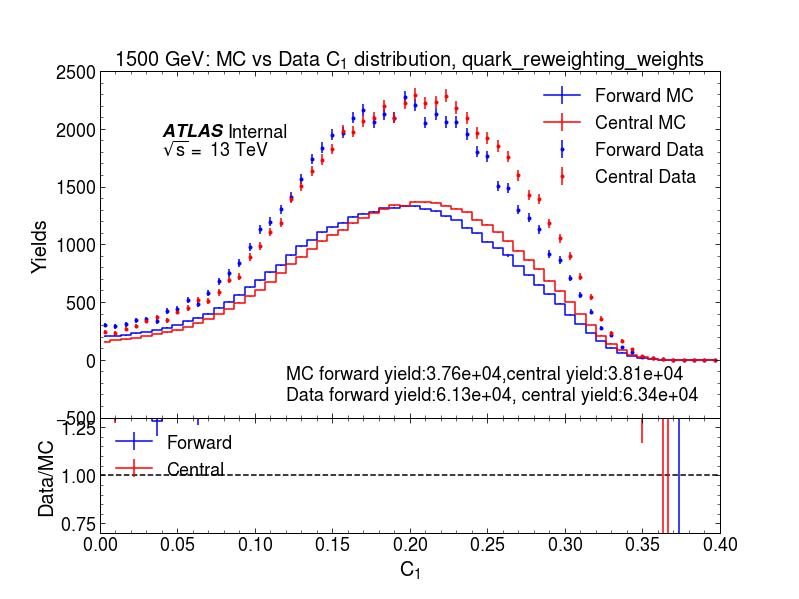 1500 GeV: MC vs Data C₁ distribution, quark_reweighting_weights
2500
2000
1500
1000
500
0
−500
Yields
ATLAS Internal
√s = 13 TeV
Forward MC
Central MC
Forward Data
Central Data
MC forward yield:3.76e+04,central yield:3.81e+04
Data forward yield:6.13e+04, central yield:6.34e+04
1.25
1.00
0.75
Data/MC
Forward
Central
0.00 0.05 0.10 0.15 0.20 0.25 0.30 0.35 0.40
C₁